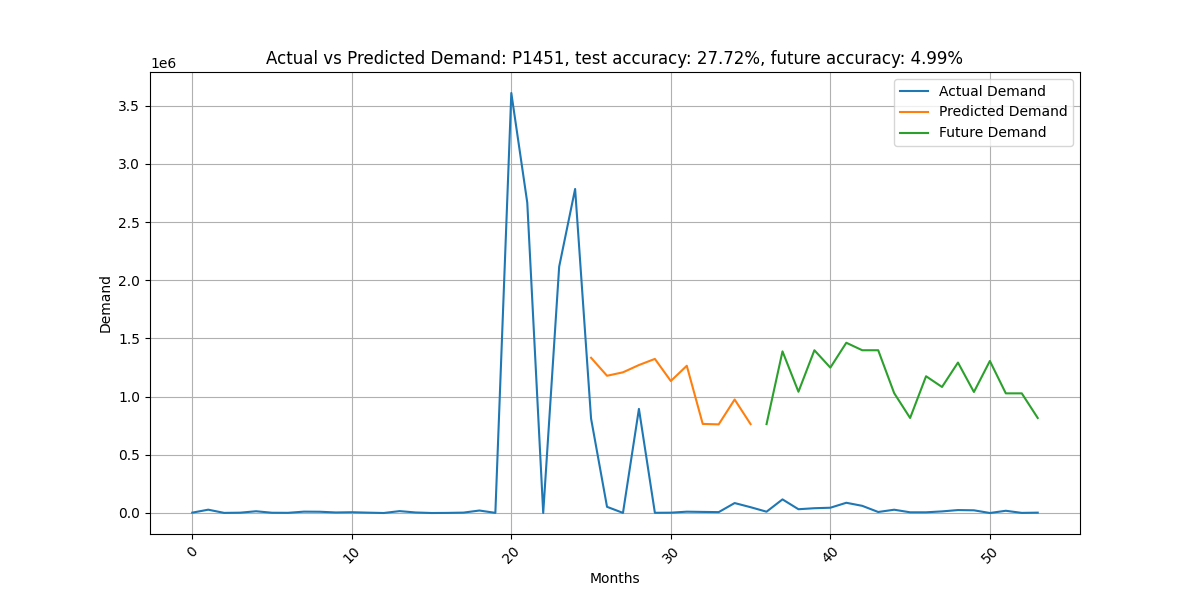 Actual vs Predicted Demand: P1451, test accuracy: 27.72%, future accuracy: 4.99%
1e6
Actual Demand
Predicted Demand
Future Demand
3.5
3.0
2.5
2.0
1.5
1.0
0.5
0.0
Demand
0
10
20
30
40
50
Months